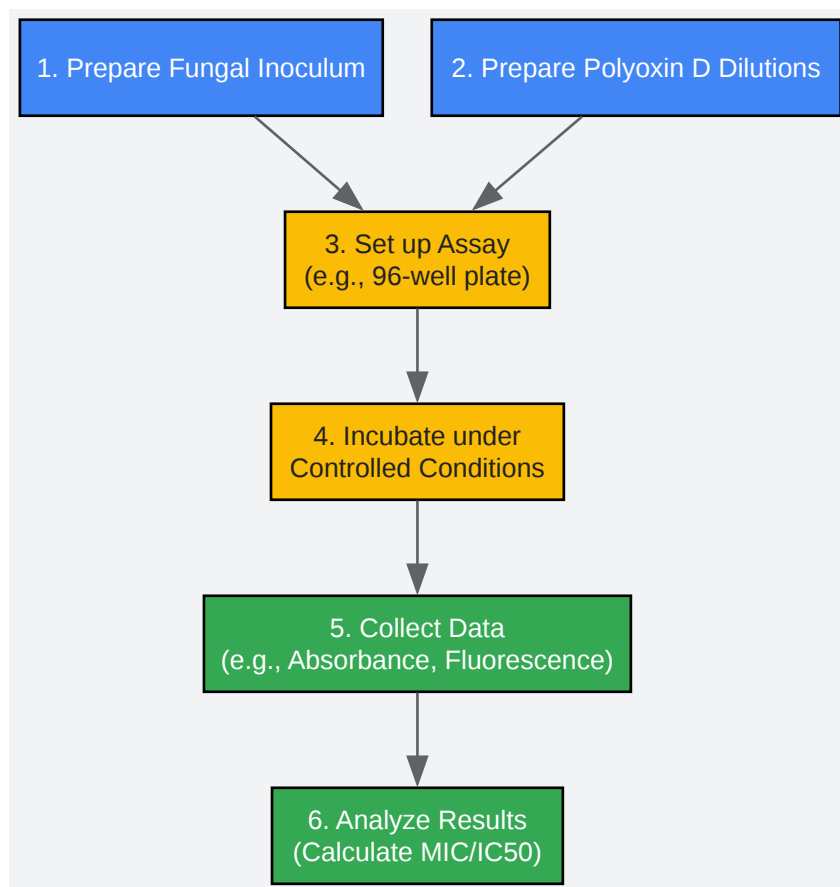 1. Prepare Fungal Inoculum
2. Prepare Polyoxin D Dilutions
3. Set up Assay
(e.g., 96-well plate)
4. Incubate under
Controlled Conditions
5. Collect Data
(e.g., Absorbance, Fluorescence)
6. Analyze Results
(Calculate MIC/IC50)